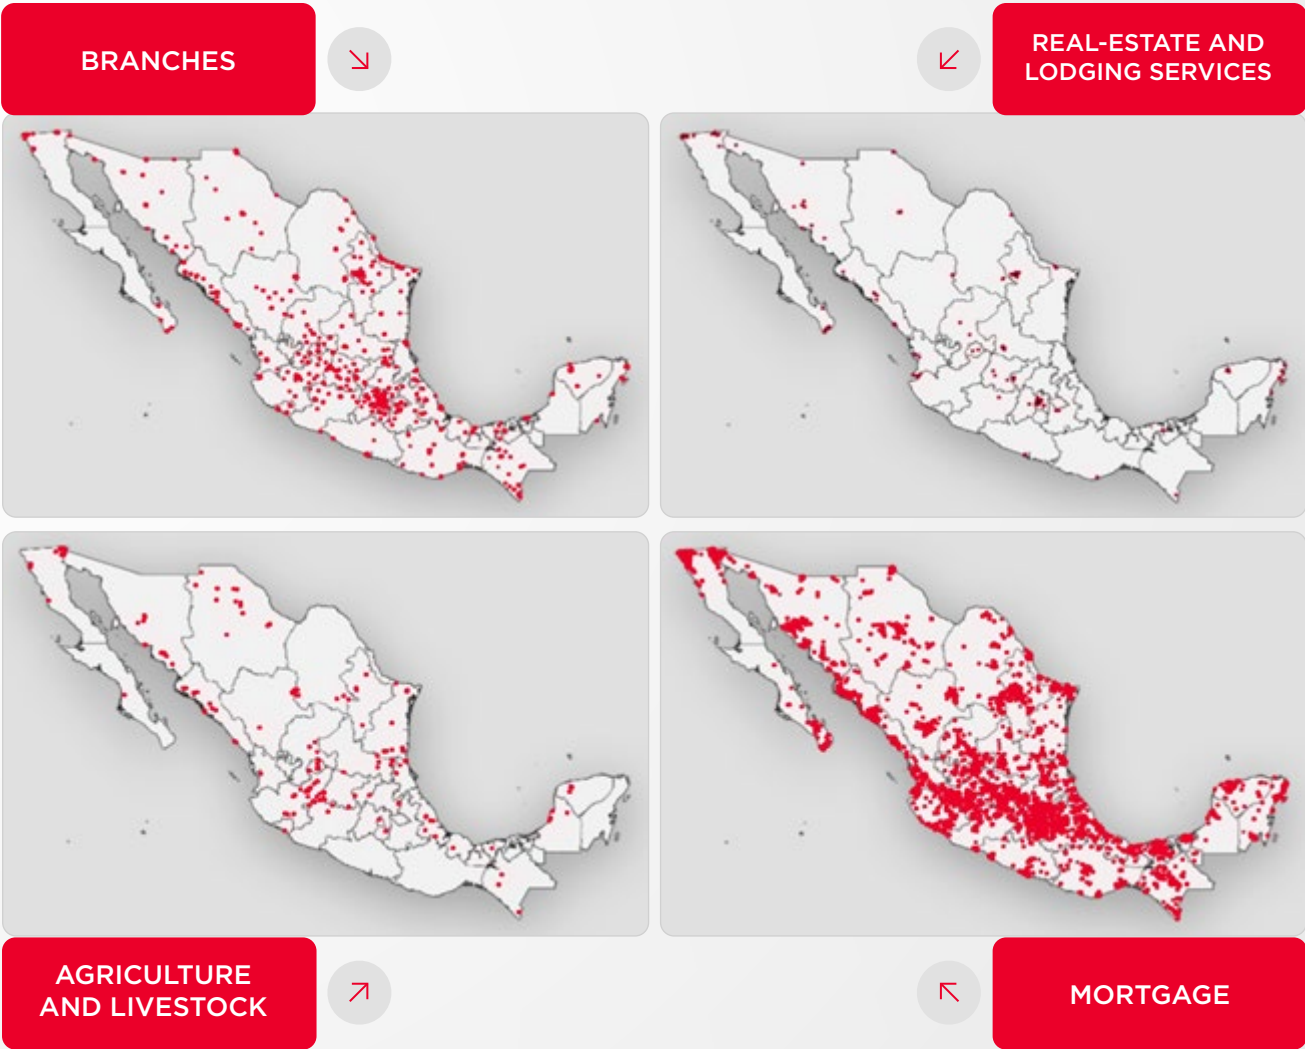 BRANCHES
REAL-ESTATE AND
LODGING SERVICES
AGRICULTURE
AND LIVESTOCK
MORTGAGE